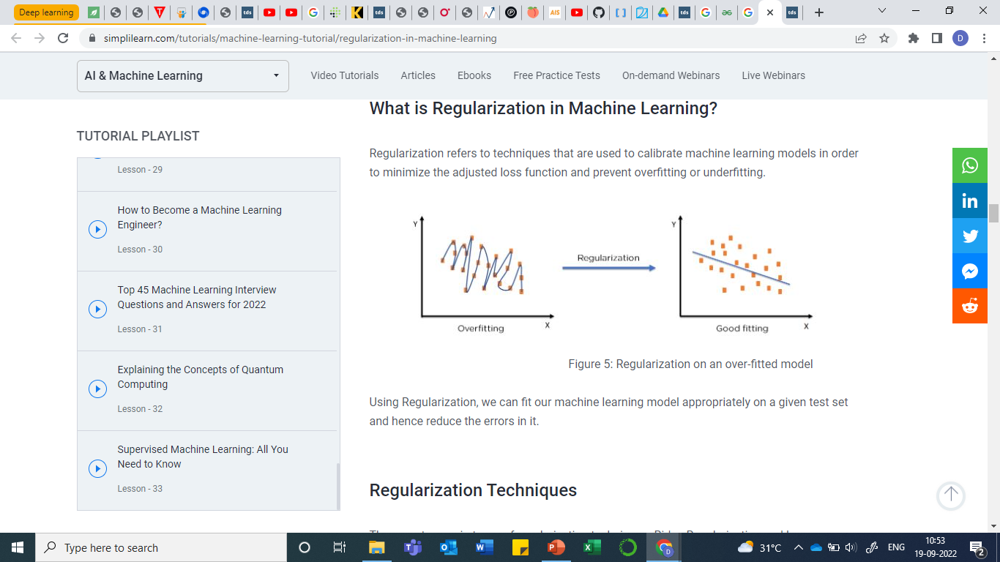 Deep learning
tds
tds
AIS
tds
tds
simplilearn.com/tutorials/machine-learning-tutorial/regularization-in-machine-learning
D
AI & Machine Learning
Video Tutorials
Articles
Ebooks
Free Practice Tests
On-demand Webinars
Live Webinars
TUTORIAL PLAYLIST
Lesson - 29
How to Become a Machine Learning
Engineer?
Lesson - 30
Top 45 Machine Learning Interview
Questions and Answers for 2022
Lesson - 31
Explaining the Concepts of Quantum
Computing
Lesson - 32
Supervised Machine Learning: All You
Need to Know
Lesson - 33
What is Regularization in Machine Learning?
Regularization refers to techniques that are used to calibrate machine learning models in order
to minimize the adjusted loss function and prevent overfitting or underfitting.
Y
X
Overfitting
Regularization
Y
X
Good fitting
Figure 5: Regularization on an over-fitted model
Using Regularization, we can fit our machine learning model appropriately on a given test set
and hence reduce the errors in it.
Regularization Techniques
Type here to search
31°C
ENG
10:53
19-09-2022
2